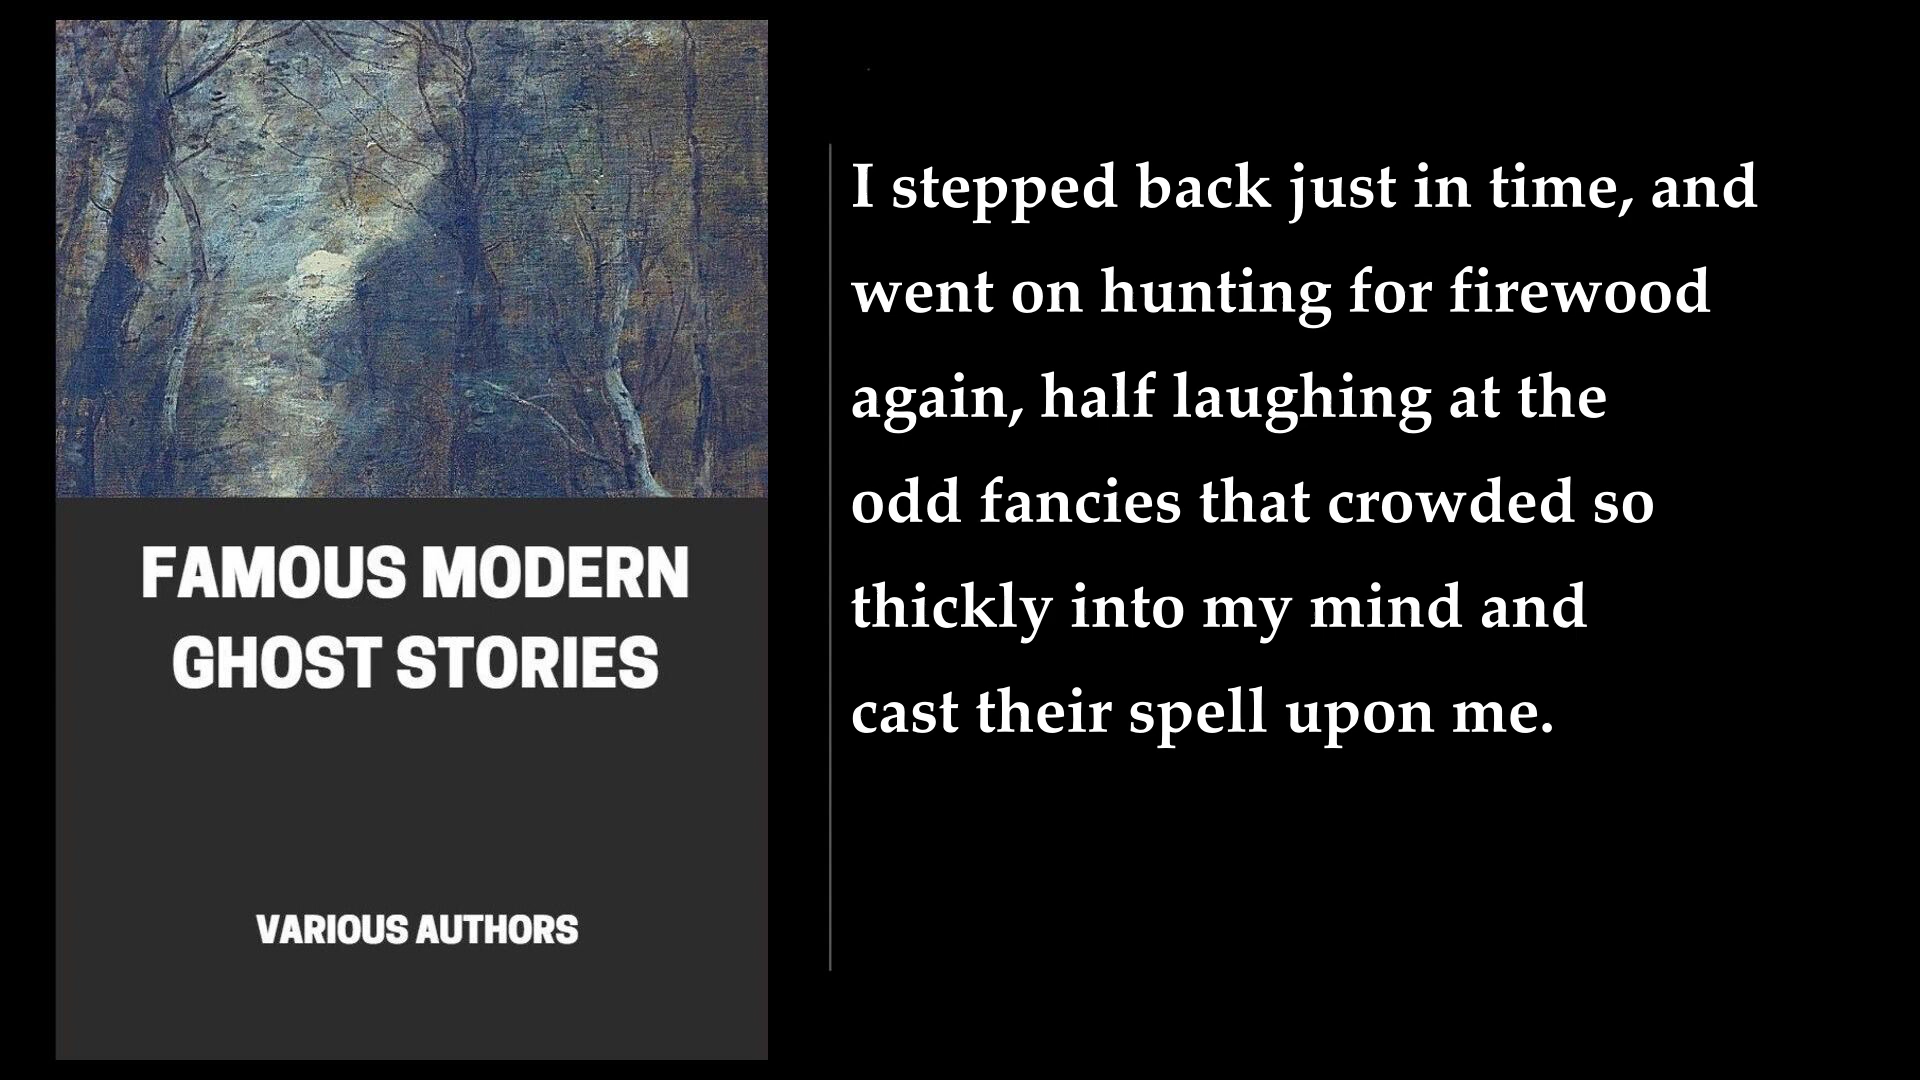 FAMOUS MODERN
GHOST STORIES
VARIOUS AUTHORS
I stepped back just in time, and
went on hunting for firewood
again, half laughing at the
odd fancies that crowded so
thickly into my mind and
cast their spell upon me.